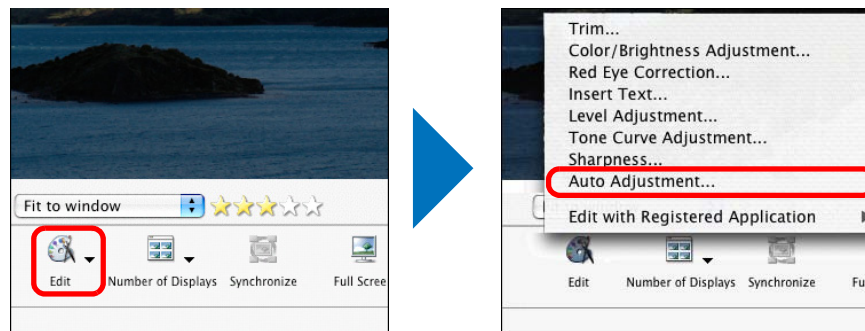 Fit to window
Edit
Number of Displays
Synchronize
Full Scree
Trim...
Color/Brightness Adjustment...
Red Eye Correction...
Insert Text...
Level Adjustment...
Tone Curve Adjustment...
Sharpness...
Auto Adjustment...
Edit with Registered Application
Edit
Number of Displays
Synchronize
Fu